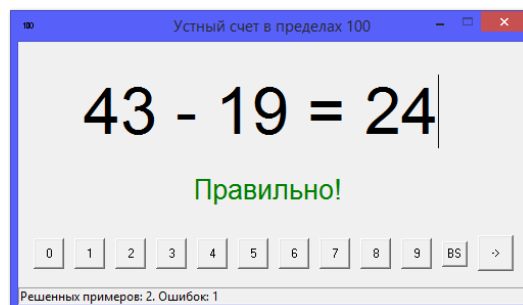 100 Устный счет в пределах 100
43 - 19 = 24
Правильно!
0 1 2 3 4 5 6 7 8 9 BS ->
Решенных примеров: 2. Ошибок: 1